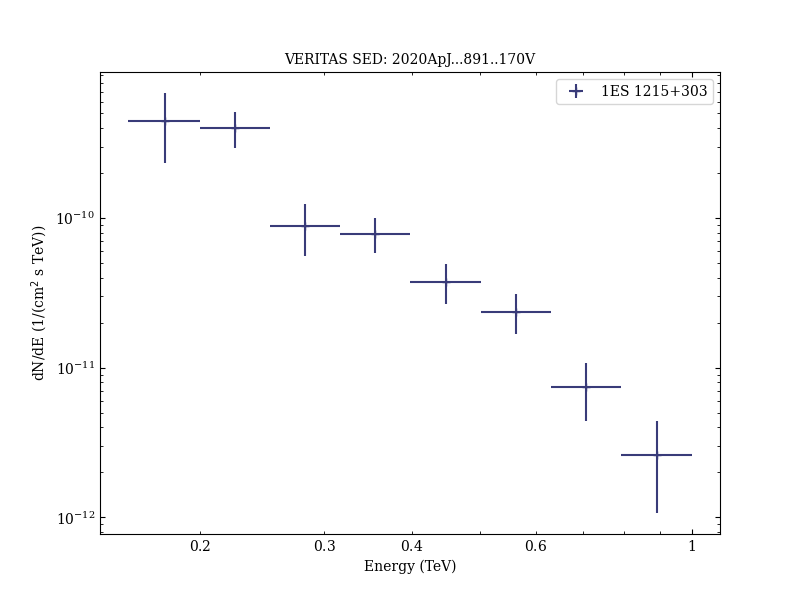 VERITAS SED: 2020ApJ...891..170V
1ES 1215+303
10⁻¹⁰
10⁻¹¹
10⁻¹²
dN/dE (1/(cm² s TeV))
0.2 0.3 0.4 0.6 1
Energy (TeV)